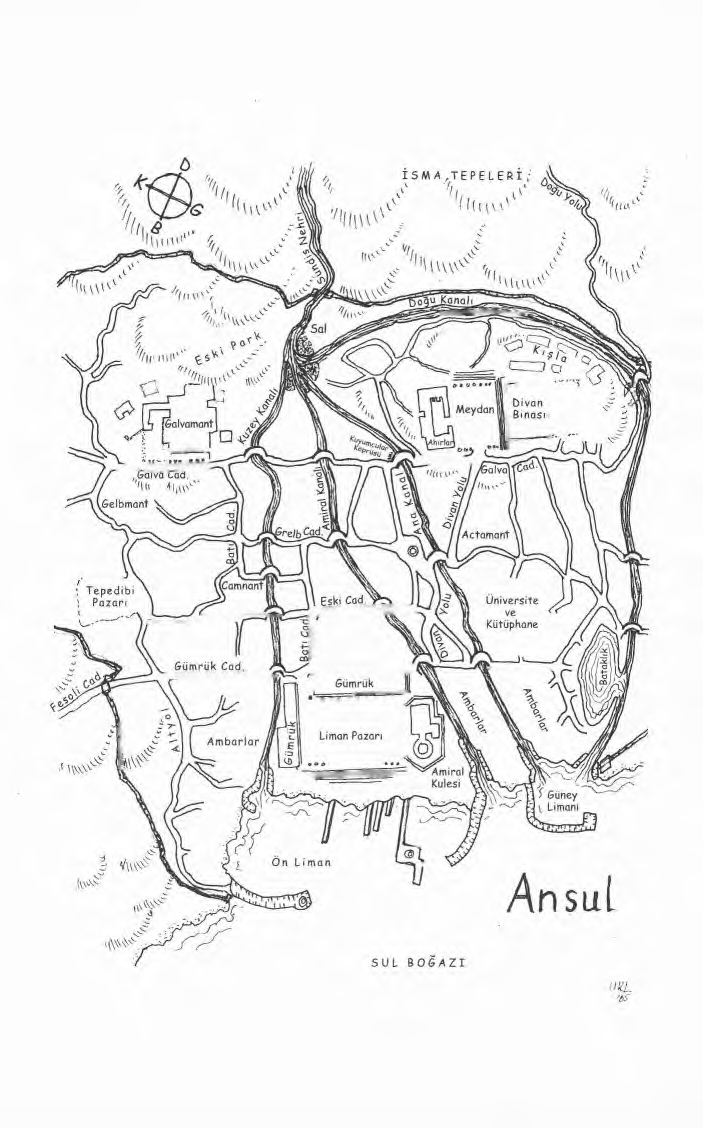 D
K
G
B
İSMA TEPELERİ
Doğu Yolu
Sundis Nehri
Doğu Kanalı
Sal
Eski Park
Kışla
Meydan
Divan
Binası
Galvamant
Kuzey Kanalı
Ahırlar
Kuyumcular
Köprüsü
Galva Cad.
Galva Cad.
Gelbmant
Amiral Kanalı
Ana Kanal
Divan Yolu
Batı Cad.
Grelb Cad.
Actamant
Camnant
Tepedibi
Pazarı
Eski Cad.
Divan Yolu
Üniversite
ve
Kütüphane
Batı Canl
Gümrük Cad.
Bataklık
Fesoli Cad.
Gümrük
Altyol
Ambarlar
Gümrük
Liman Pazarı
Ambarlar
Ambarlar
Amiral
Kulesi
Güney
Limanı
Ön Liman
Ansul
SUL BOĞAZI
UKL
'05